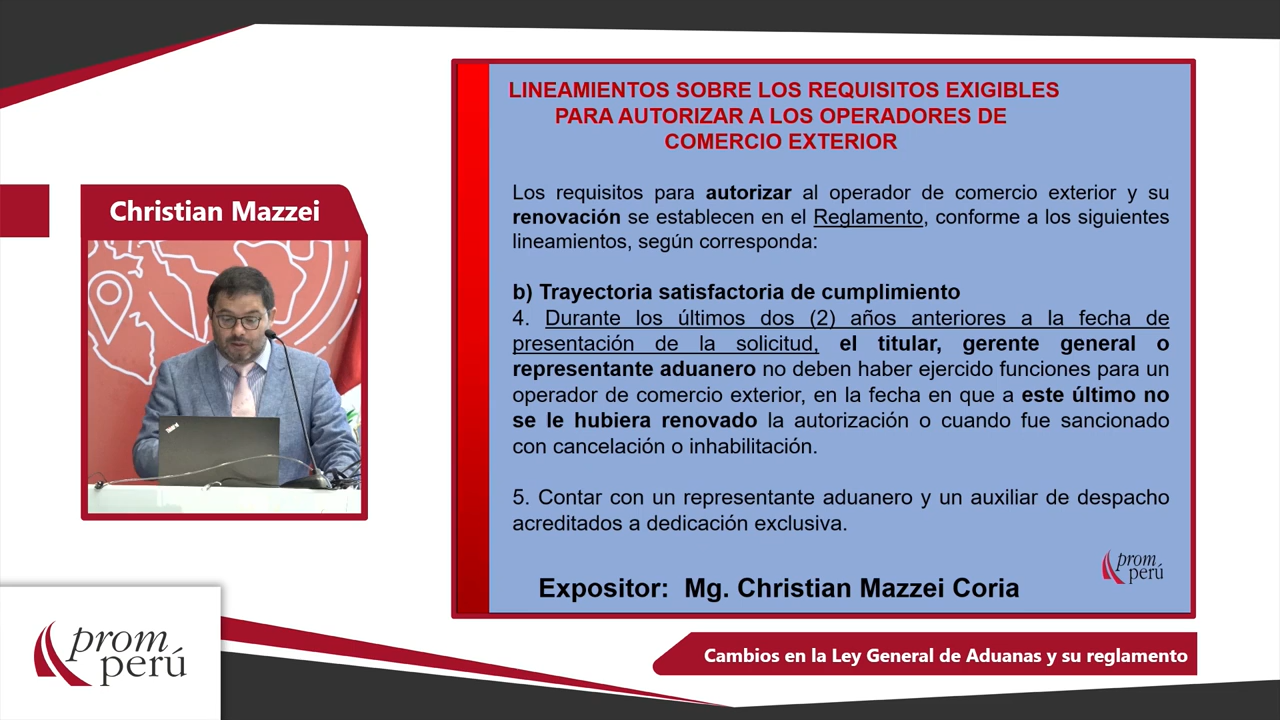 Christian Mazzei
LINEAMIENTOS SOBRE LOS REQUISITOS EXIGIBLES
PARA AUTORIZAR A LOS OPERADORES DE
COMERCIO EXTERIOR
Los requisitos para autorizar al operador de comercio exterior y su
renovación se establecen en el Reglamento, conforme a los siguientes
lineamientos, según corresponda:
b) Trayectoria satisfactoria de cumplimiento
4. Durante los últimos dos (2) años anteriores a la fecha de
presentación de la solicitud, el titular, gerente general o
representante aduanero no deben haber ejercido funciones para un
operador de comercio exterior, en la fecha en que a este último no
se le hubiera renovado la autorización o cuando fue sancionado
con cancelación o inhabilitación.
5. Contar con un representante aduanero y un auxiliar de despacho
acreditados a dedicación exclusiva.
prom
perú
Expositor: Mg. Christian Mazzei Coria
prom
perú
Cambios en la Ley General de Aduanas y su reglamento